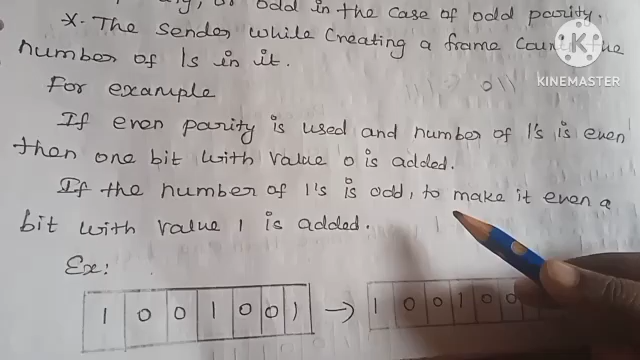 odd in the case of odd parity.
* The Sender while Creating a frame Count the
number of 1s in it.
For example
If even parity is used and number of 1's is even
then one bit with value 0 is added.
If the number of 1's is odd, to make it even a
bit with value 1 is added.
Ex:
1 0 0 1 0 0 1 → 1 0 0 1 0 0
K
KINEMASTER